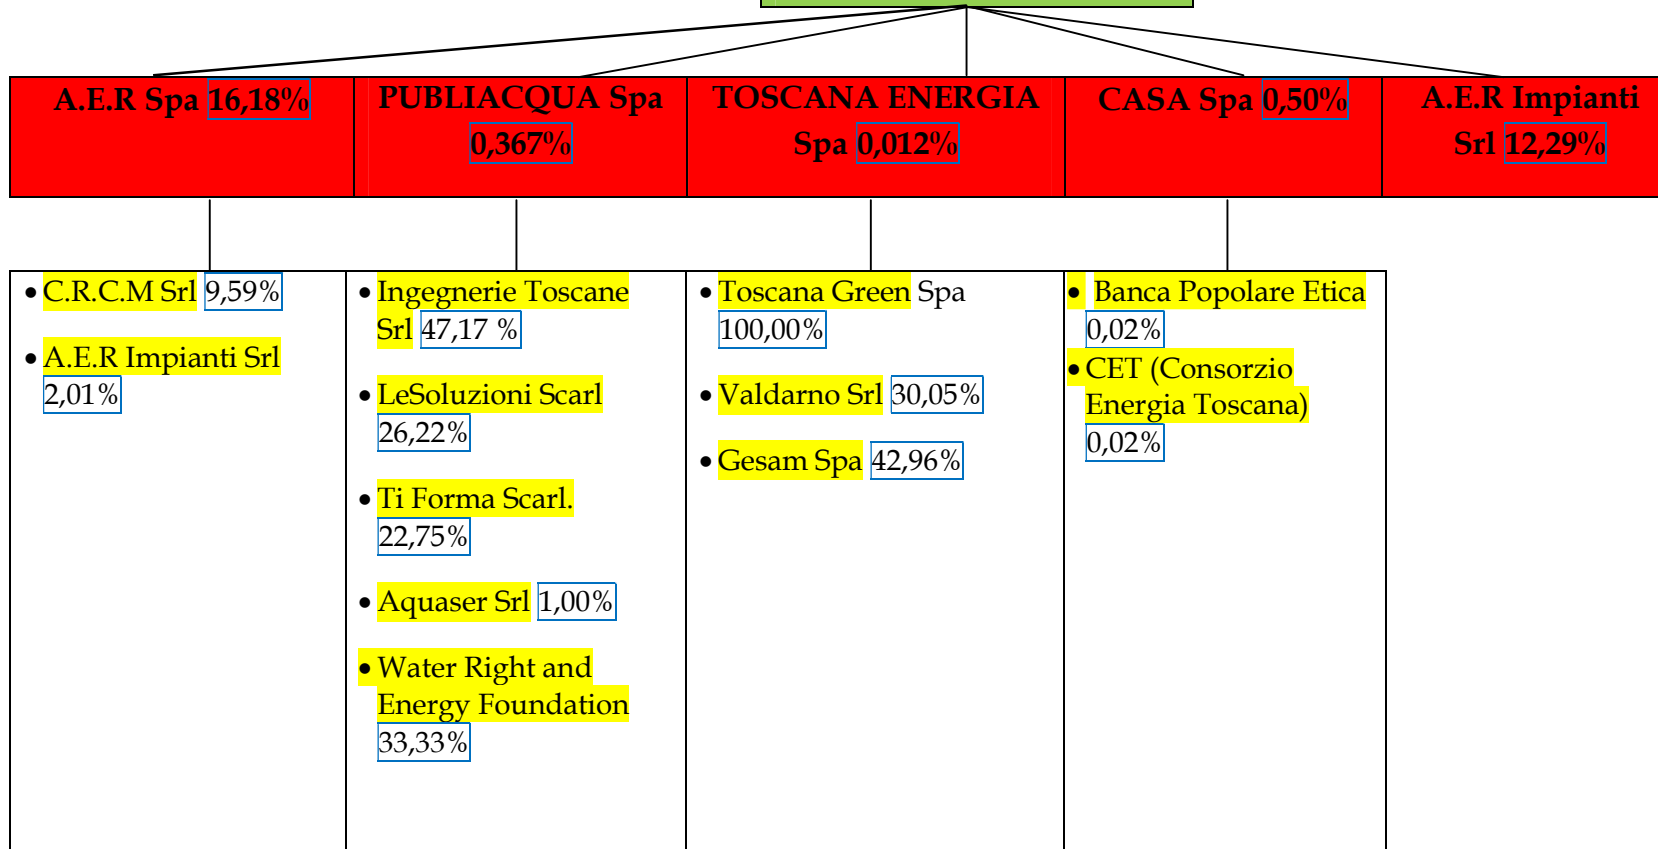 A.E.R Spa 16,18%
PUBLIACQUA Spa
0,367%
TOSCANA ENERGIA
Spa 0,012%
CASA Spa 0,50%
A.E.R Impianti
Srl 12,29%
• C.R.C.M Srl 9,59%
• A.E.R Impianti Srl
2,01%
• Ingegnerie Toscane
Srl 47,17 %
• LeSoluzioni Scarl
26,22%
• Ti Forma Scarl.
22,75%
• Aquaser Srl 1,00%
• Water Right and
Energy Foundation
33,33%
• Toscana Green Spa
100,00%
• Valdarno Srl 30,05%
• Gesam Spa 42,96%
• Banca Popolare Etica
0,02%
• CET (Consorzio
Energia Toscana)
0,02%